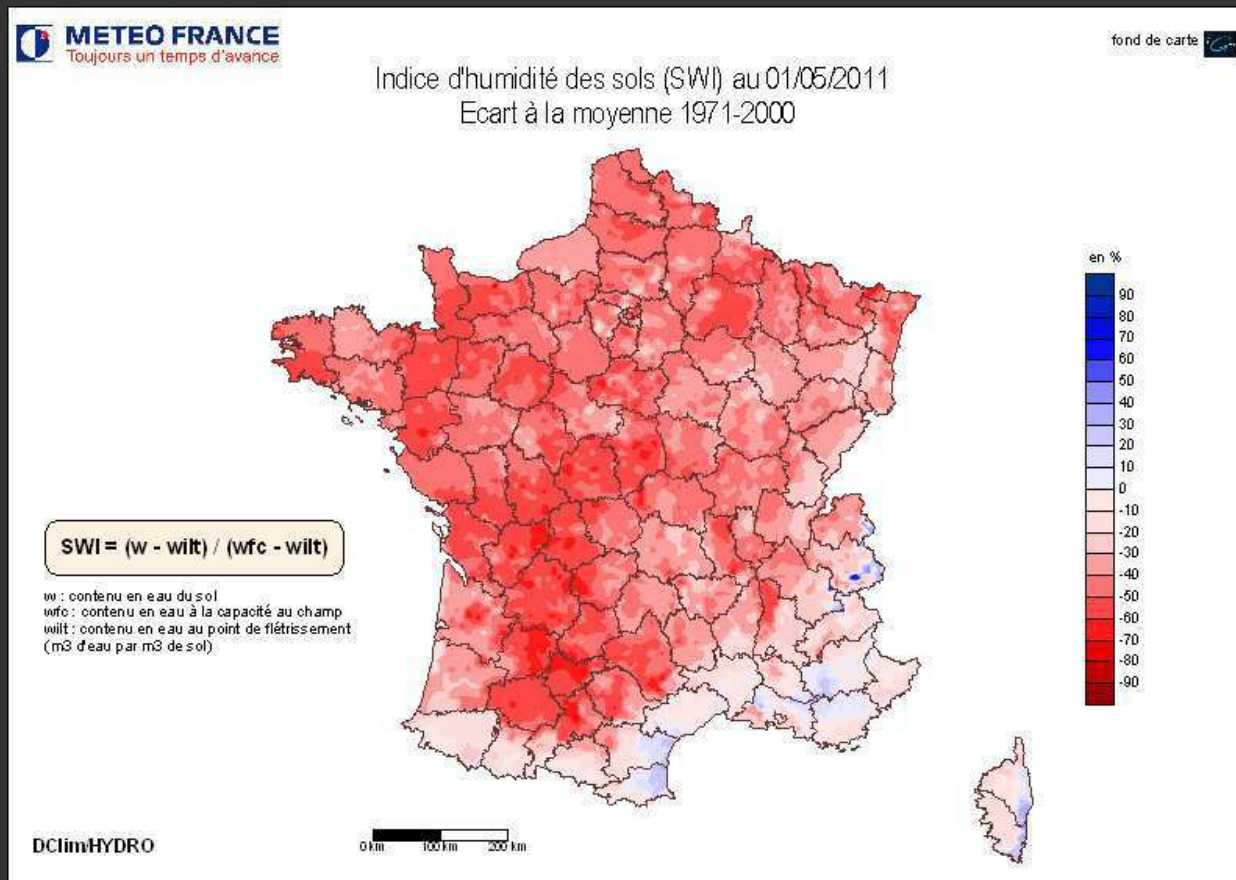 METEO FRANCE
Toujours un temps d'avance
fond de carte
Indice d'humidité des sols (SWI) au 01/05/2011
Ecart à la moyenne 1971-2000
en %
90
80
70
60
50
40
30
20
10
0
-10
-20
-30
-40
-50
-60
-70
-80
-90
SWI = (w - wilt) / (wfc - wilt)
w : contenu en eau du sol
wfc : contenu en eau à la capacité au champ
wilt : contenu en eau au point de flétrissement
(m3 d'eau par m3 de sol)
DClim/HYDRO
0 km 100 km 200 km